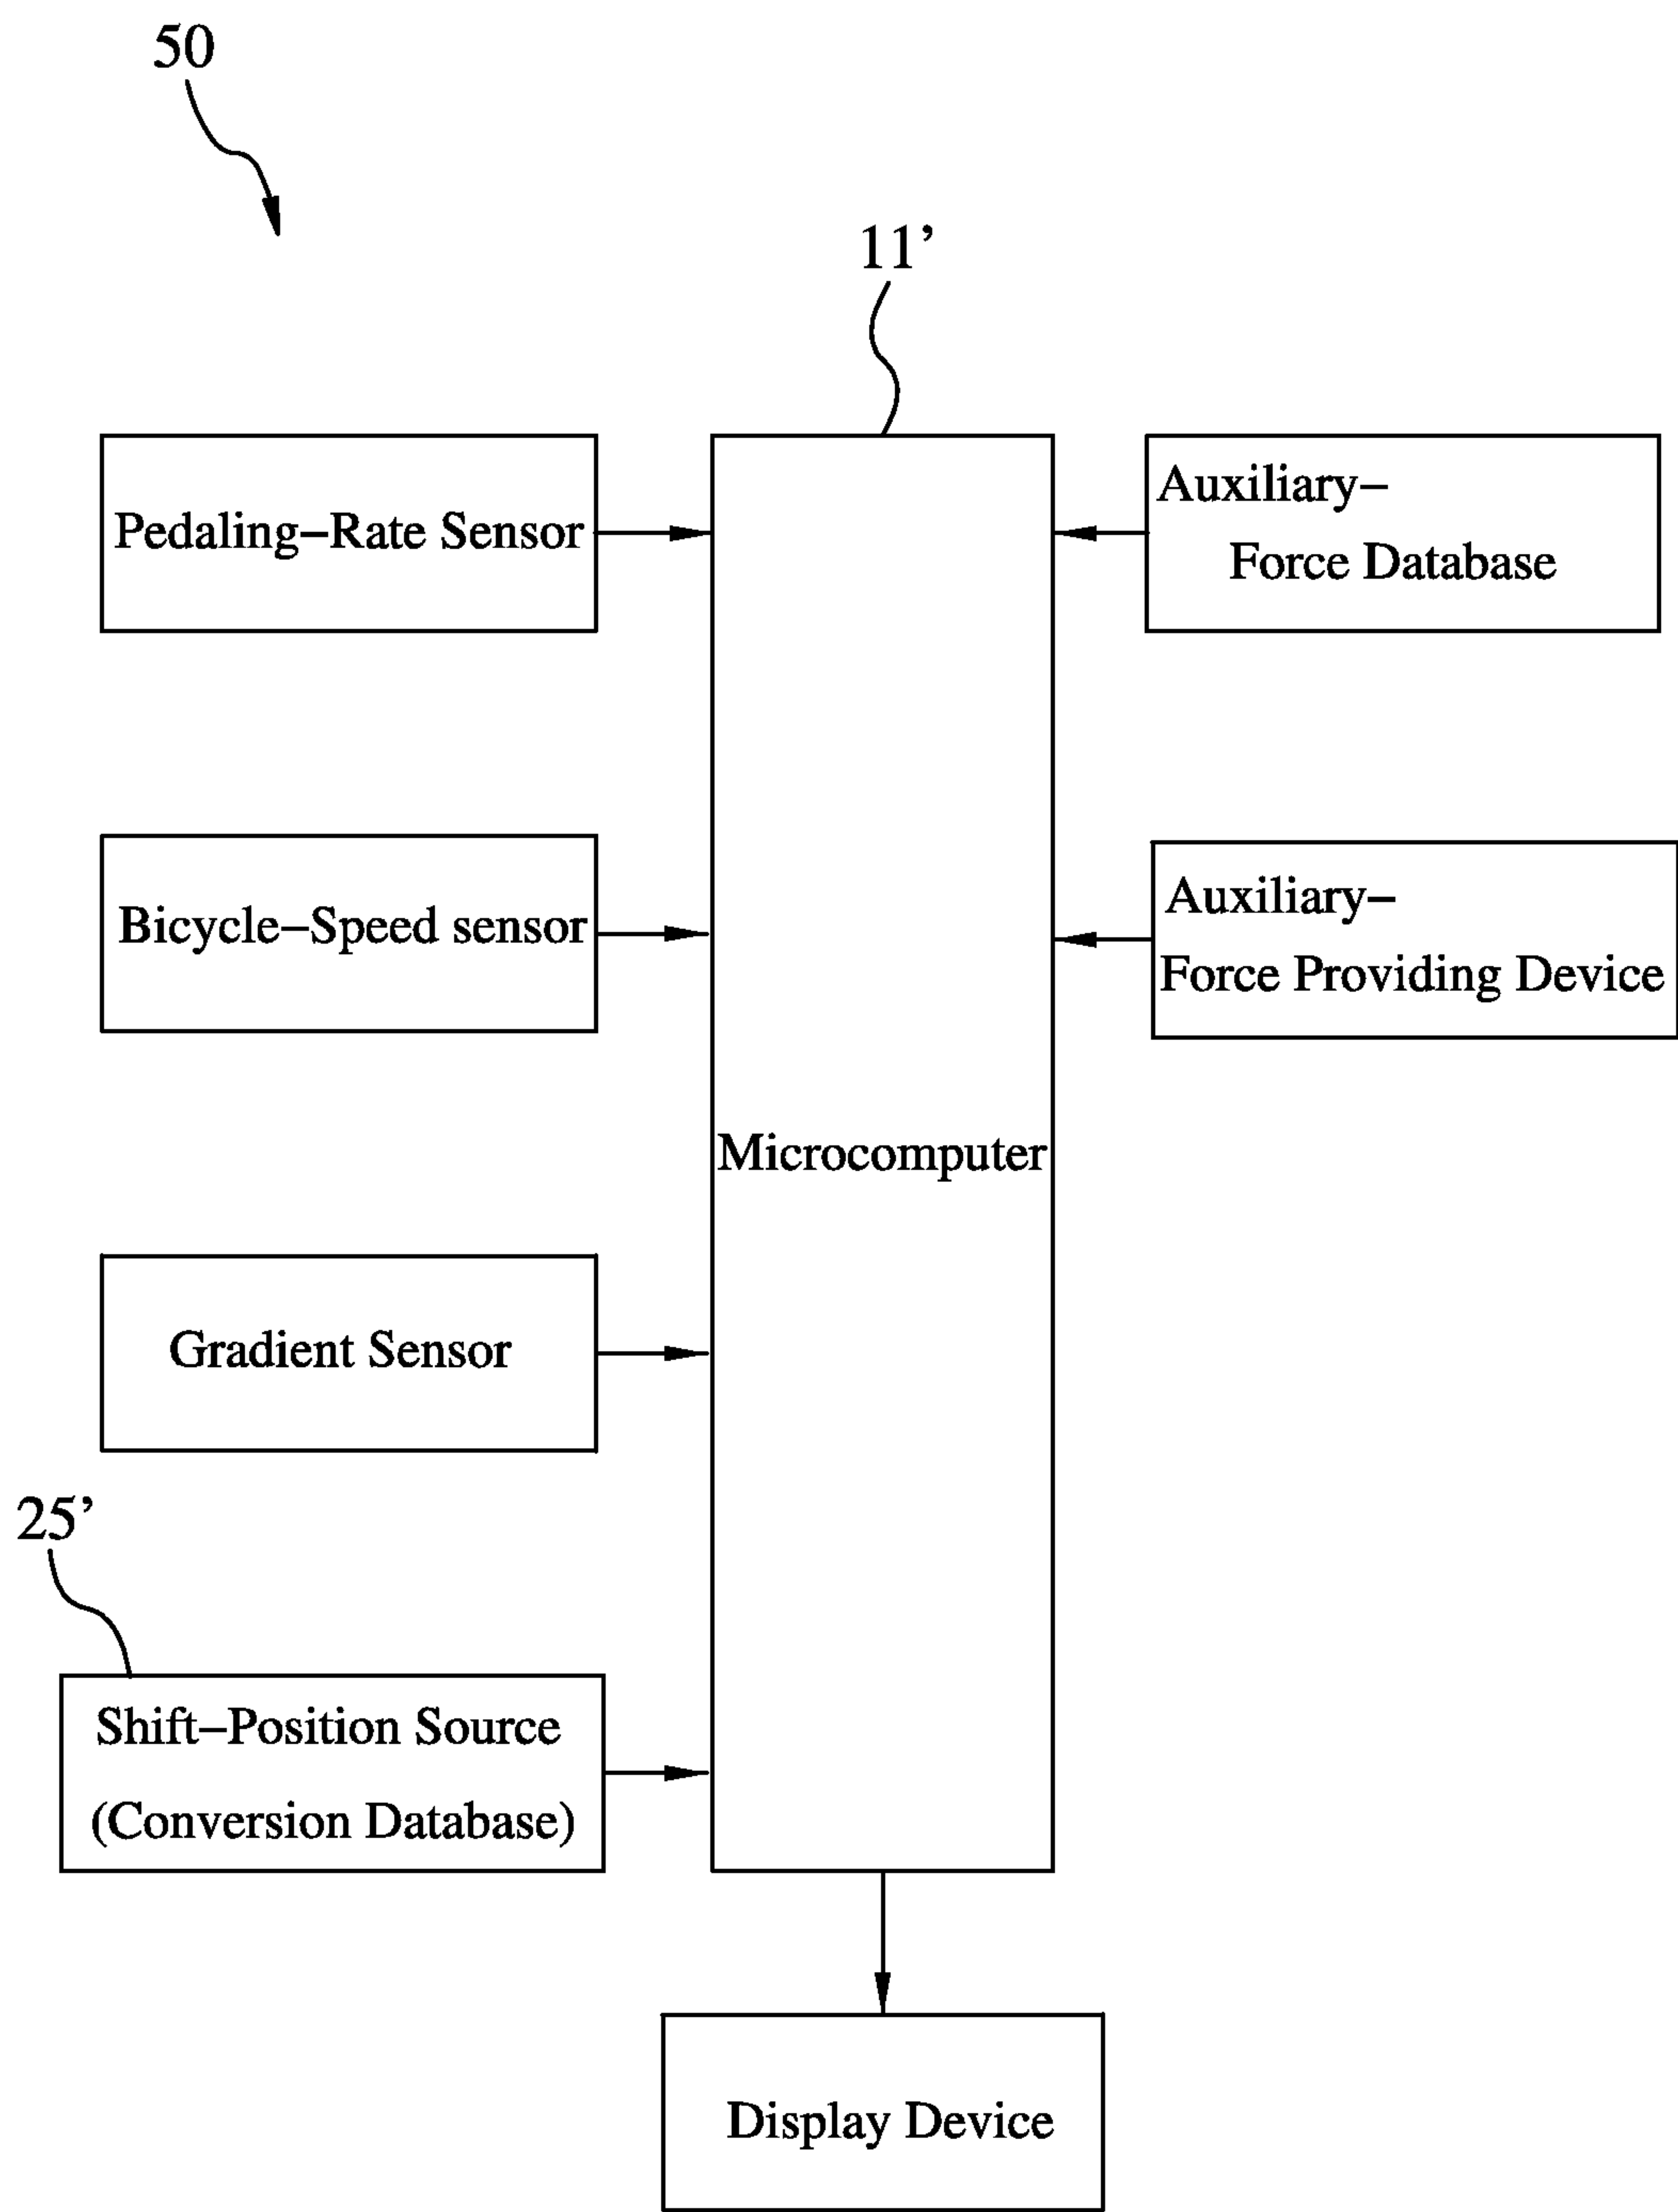 50
11’
Pedaling–Rate Sensor
Auxiliary–
Force Database
Bicycle–Speed sensor
Auxiliary–
Force Providing Device
Microcomputer
Gradient Sensor
25’
Shift–Position Source
(Conversion Database)
Display Device